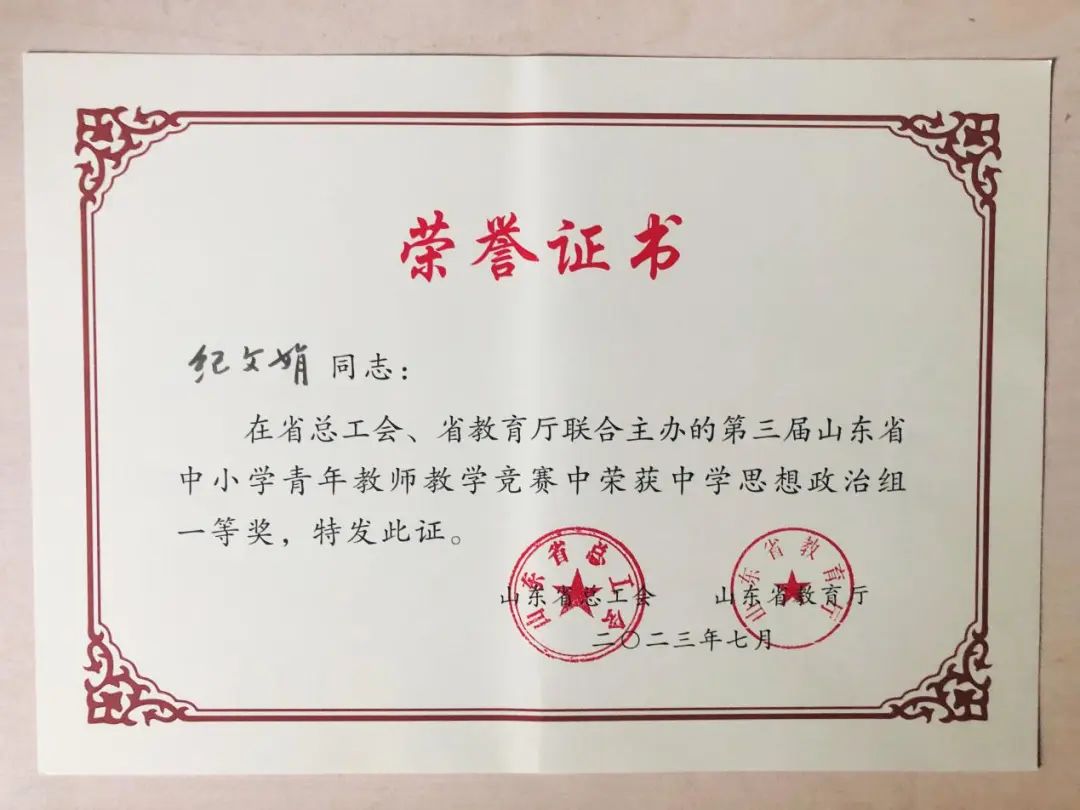 荣誉证书
纪文娟同志：
在省总工会、省教育厅联合主办的第三届山东省
中小学青年教师教学竞赛中荣获中学思想政治组
一等奖，特发此证。
山东省总工会
山东省教育厅
山东省总工会 山东省教育厅
二〇二三年七月